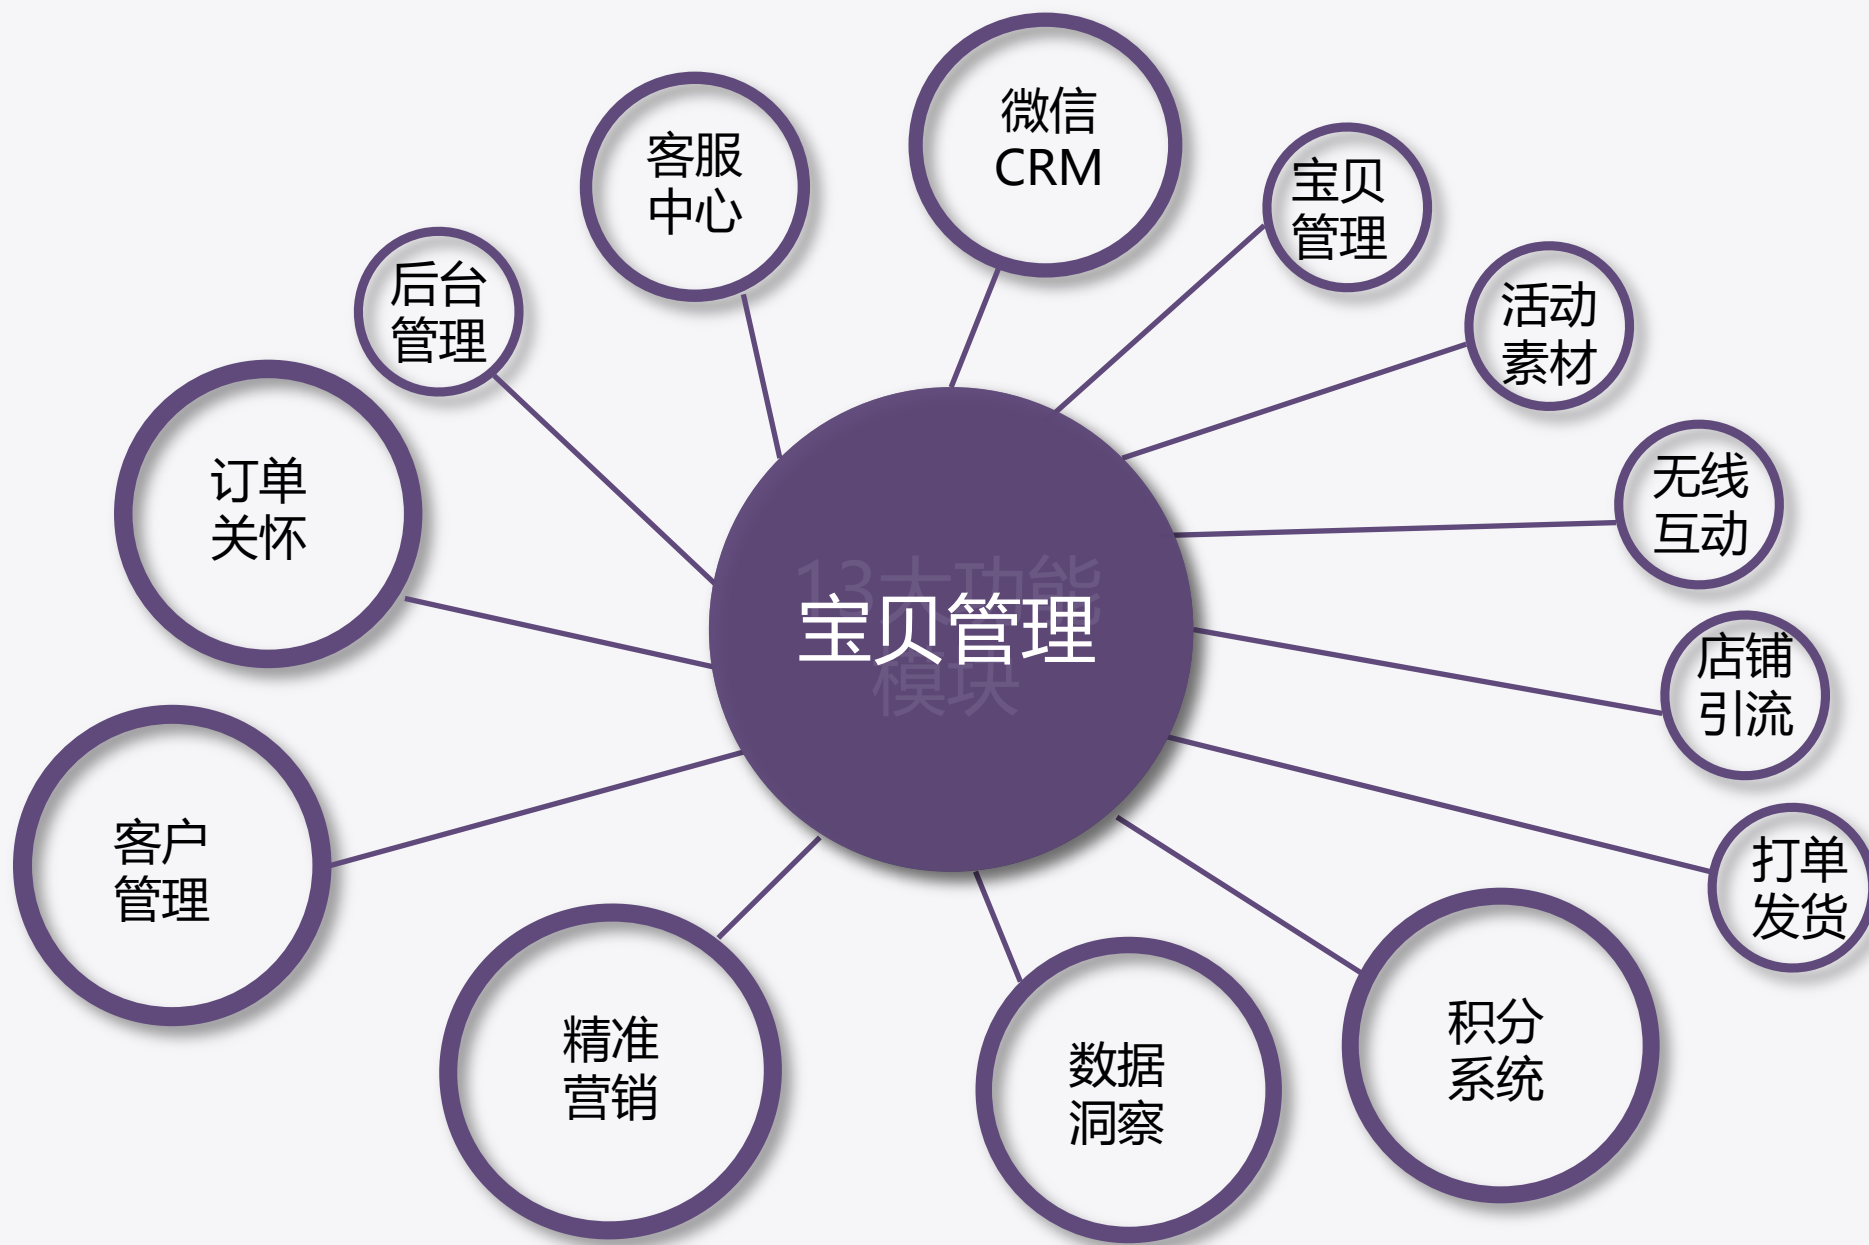 微信
CRM
客服
中心
宝贝
管理
后台
管理
活动
素材
订单
关怀
无线
互动
13大功能
模块
宝贝管理
店铺
引流
客户
管理
打单
发货
精准
营销
数据
洞察
积分
系统